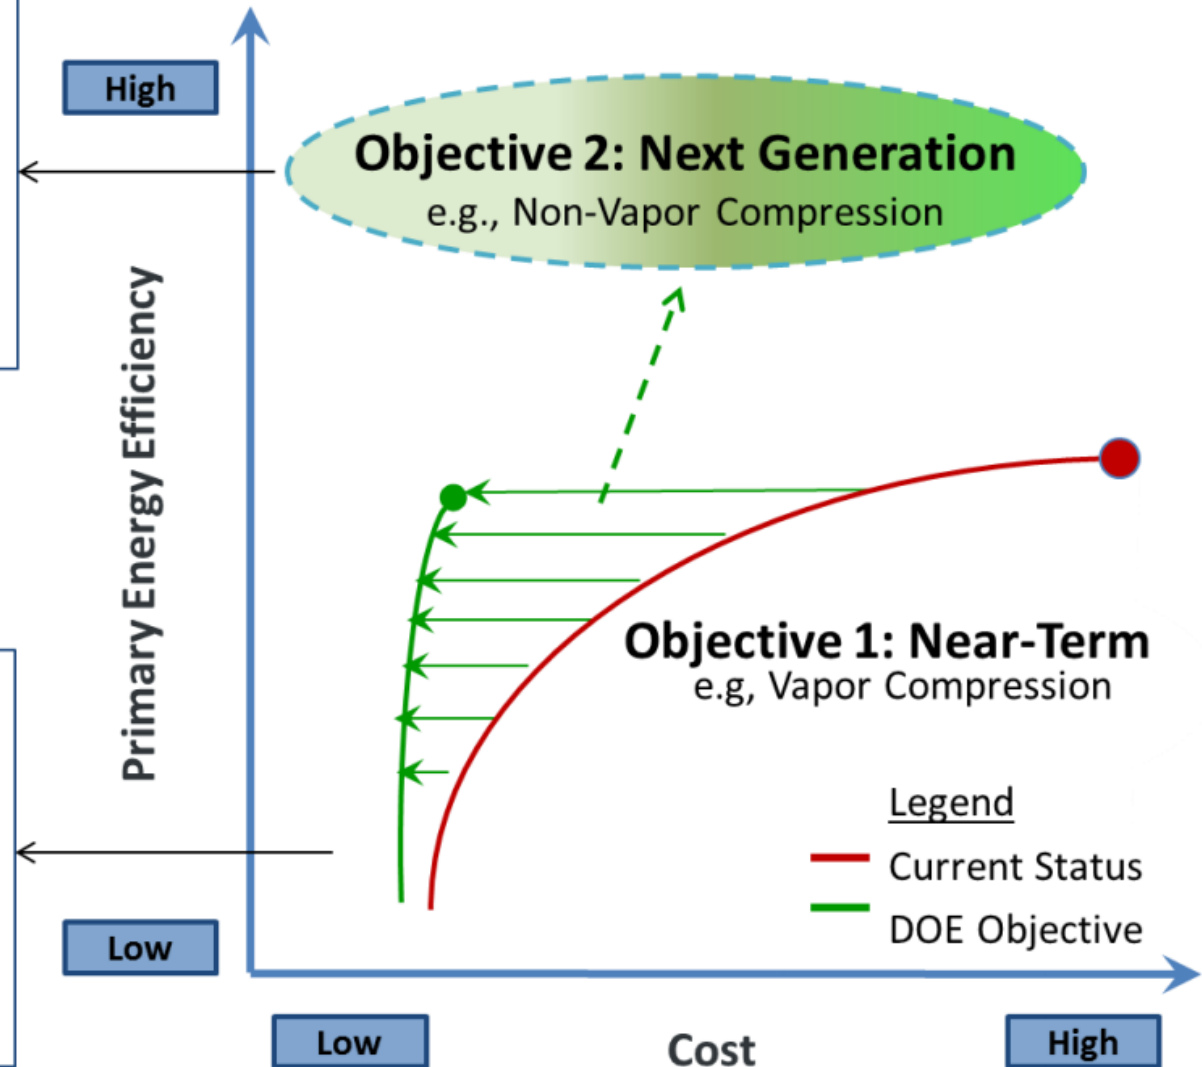 High
Objective 2: Next Generation
e.g., Non-Vapor Compression
Primary Energy Efficiency
Objective 1: Near-Term
e.g, Vapor Compression
Legend
Current Status
DOE Objective
Low
Low
Cost
High